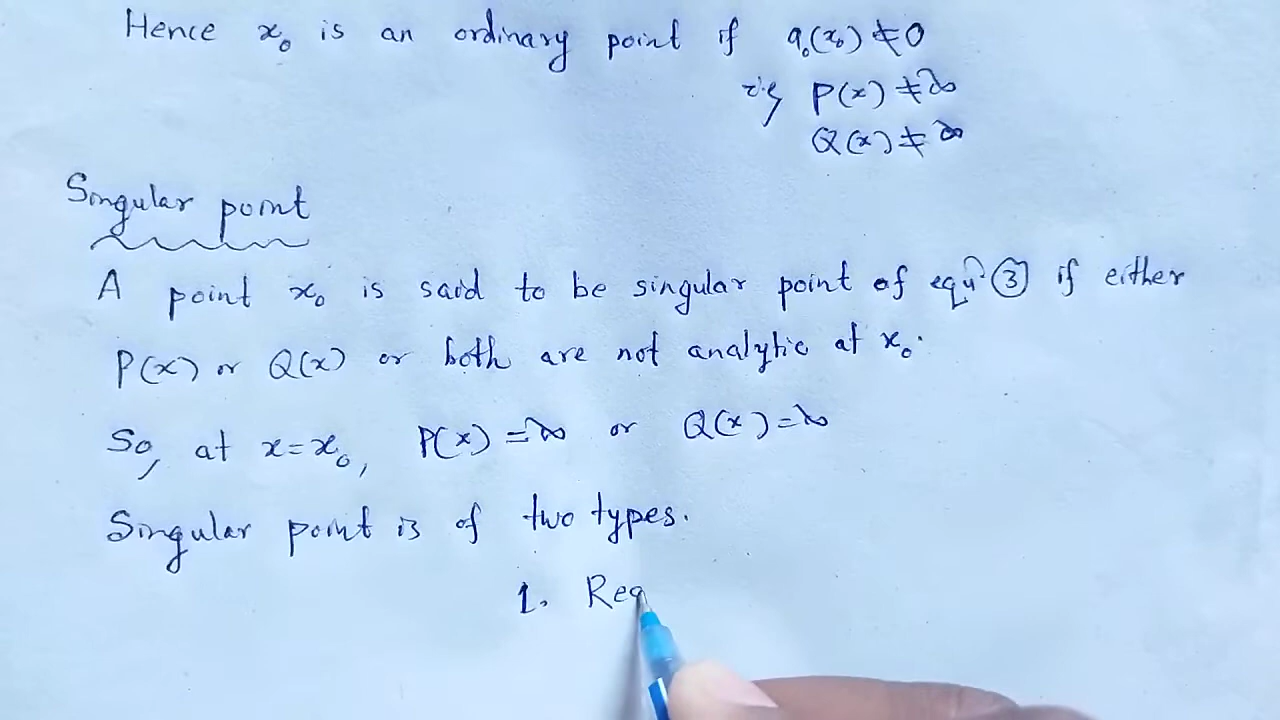 Hence x₀ is an ordinary point if a₀(x₀) ≠ 0
P(x) ≠ ∞
Q(x) ≠ ∞
Singular point
A point x₀ is said to be singular point of equⁿ ③ if either
P(x) or Q(x) or both are not analytic at x₀.
So, at x=x₀, P(x)=∞ or Q(x)=∞
Singular point is of two types.
1. Reg